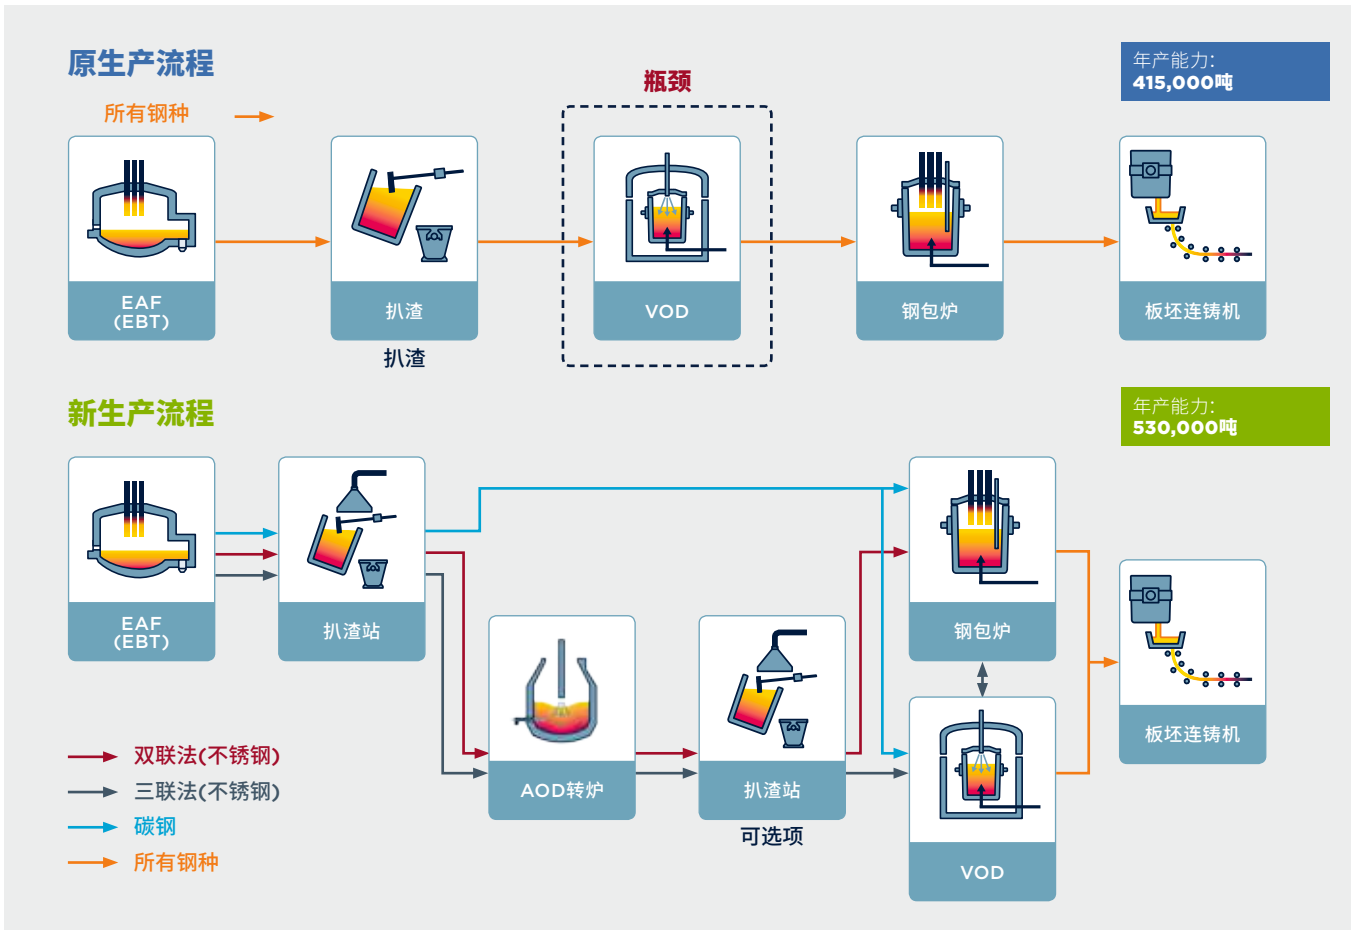 原生产流程
年产能力：
415,000吨
瓶颈
所有钢种
EAF
(EBT)
扒渣
VOD
钢包炉
板坯连铸机
扒渣
新生产流程
年产能力：
530,000吨
EAF
(EBT)
扒渣站
钢包炉
AOD转炉
扒渣站
可选项
板坯连铸机
VOD
双联法(不锈钢)
三联法(不锈钢)
碳钢
所有钢种